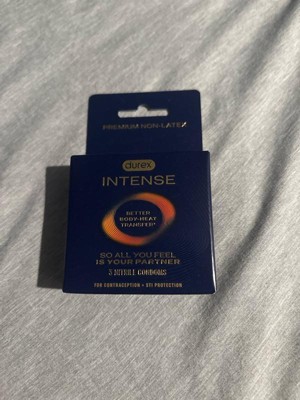 PREMIUM NON-LATEX
durex
INTENSE
BETTER
BODY-HEAT
TRANSFER*
SO ALL YOU FEEL
IS YOUR PARTNER
3 NITRILE CONDOMS
FOR CONTRACEPTION + STI PROTECTION